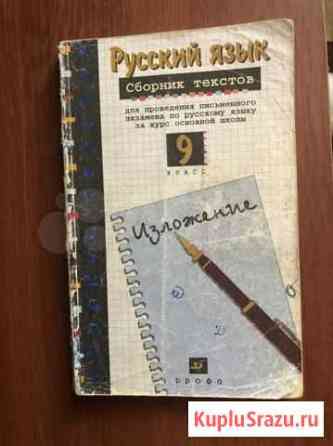 Русский язык
Сборник текстов
для проведения письменного
экзамена по русскому языку
за курс основной школы
9
класс
Изложение
дрофа
KupluSrazu.ru